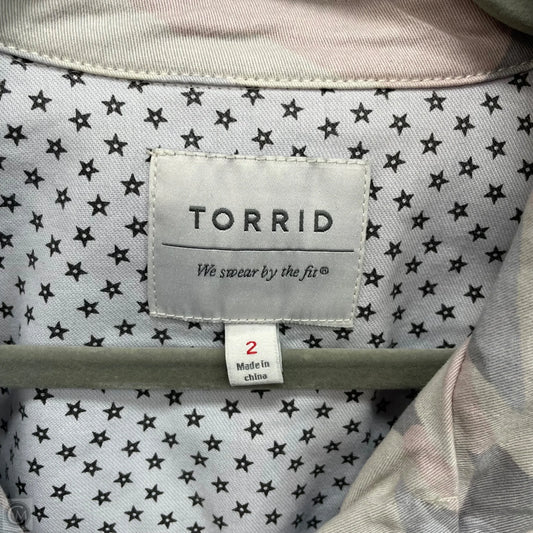 TORRID
We swear by the fit®
2
Made in
china